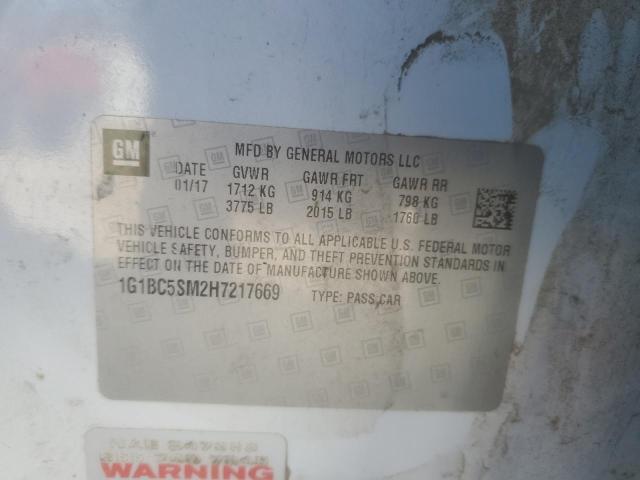 GM
MFD BY GENERAL MOTORS LLC
DATE GVWR GAWR FRT GAWR RR
01/17 1712 KG 914 KG 798 KG
3775 LB 2015 LB 1760 LB
THIS VEHICLE CONFORMS TO ALL APPLICABLE U.S. FEDERAL MOTOR
VEHICLE SAFETY, BUMPER, AND THEFT PREVENTION STANDARDS IN
EFFECT ON THE DATE OF MANUFACTURE SHOWN ABOVE.
1G1BC5SM2H7217669 TYPE: PASS CAR
WARNING